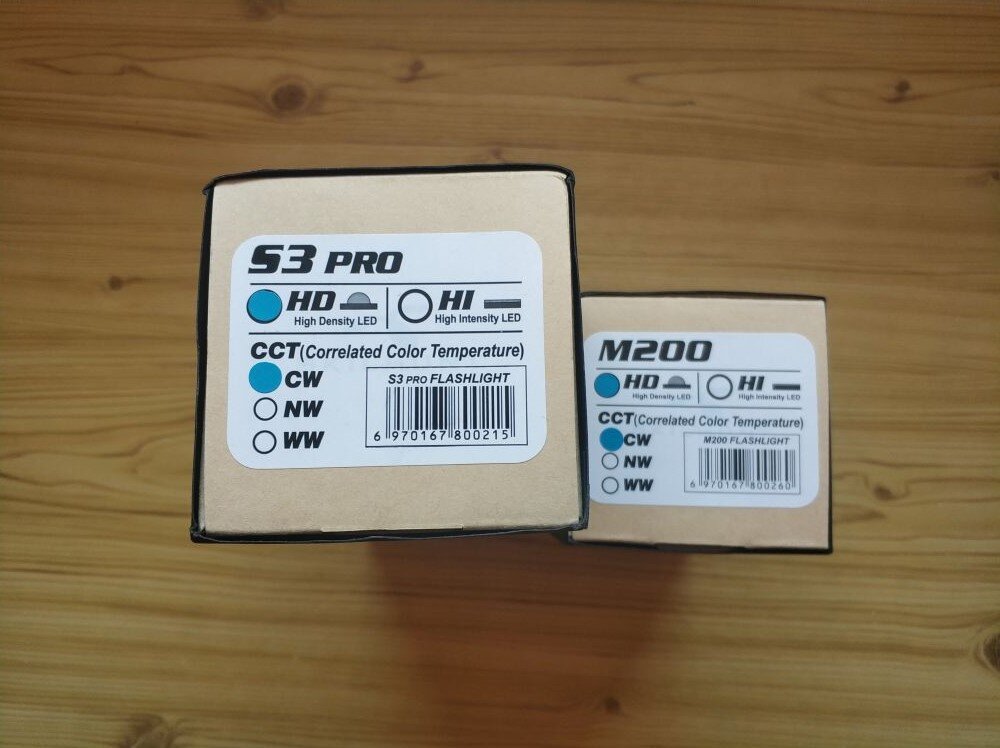 S3 PRO
HD
High Density LED
HI
High Intensity LED
CCT(Correlated Color Temperature)
CW
NW
WW
S3 PRO FLASHLIGHT
6 970167 800215
M200
HD
High Density LED
HI
High Intensity LED
CCT(Correlated Color Temperature)
CW
NW
WW
M200 FLASHLIGHT
6 970167 800260